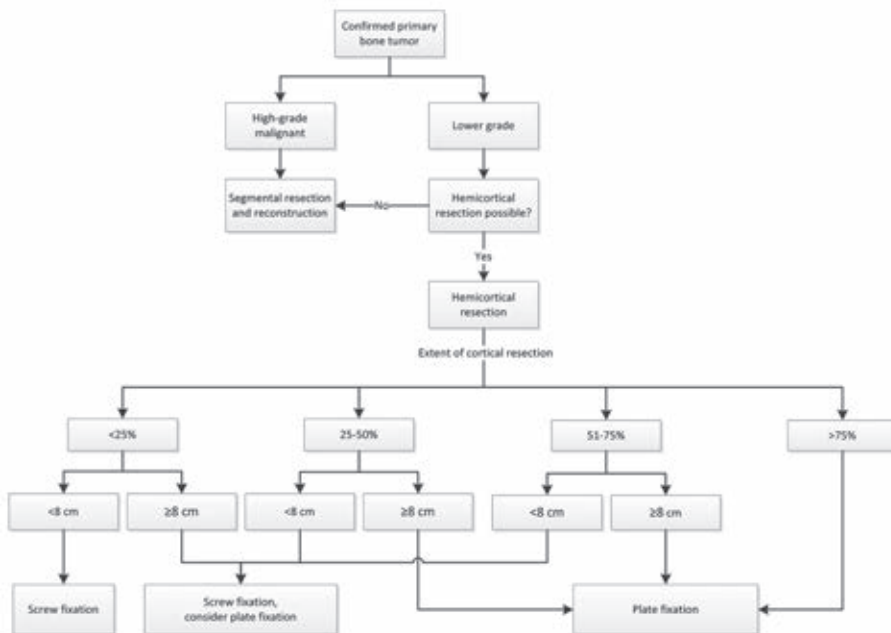 Confirmed primary
bone tumor
High-grade
malignant
Lower grade
Segmental resection
and reconstruction
No
Hemicortical
resection possible?
Yes
Hemicortical
resection
Extent of cortical resection
<25%
25-50%
51-75%
>75%
<8 cm
≥8 cm
<8 cm
≥8 cm
<8 cm
≥8 cm
Screw fixation
Screw fixation,
consider plate fixation
Plate fixation